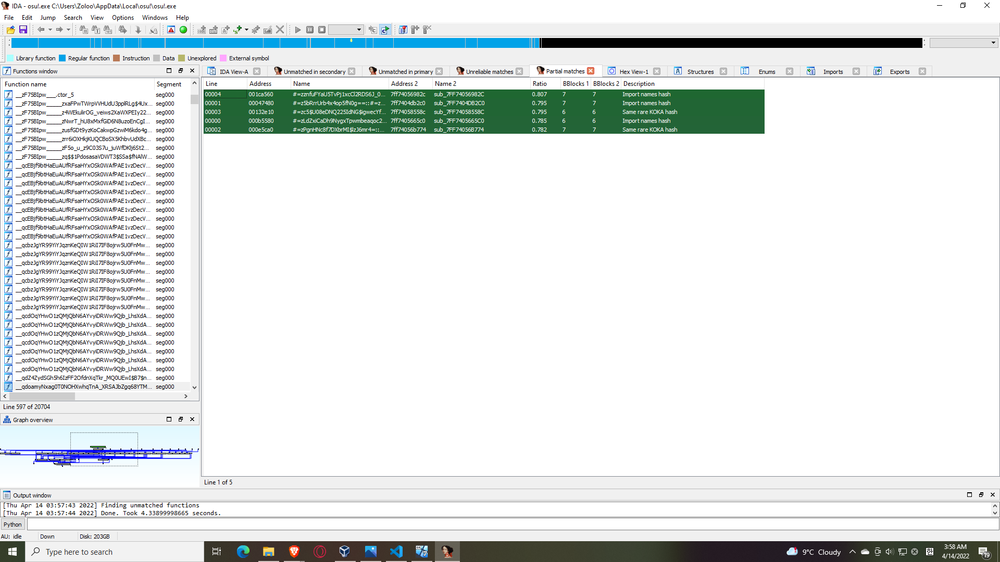 IDA - osu!.exe C:\Users\Zoloo\AppData\Local\osu!\osu!.exe
File Edit Jump Search View Options Windows Help
Library function Regular function Instruction Data Unexplored External symbol
Functions window
Function name Segment
__zF75BIpw___.ctor_5 seg000
__zF75BIpw______zxaFPwTWrpVVHUdU3pplRLg$4Ux... seg000
__zF75BIpw______z4WEkulirOG_veiws2XaWXPEIy22... seg000
__zF75BIpw______zNwrT_hU8xMxfGiD6N8uzoEnCgI... seg000
__zF75BIpw______zusfGDt9yzKoCakwpGzwiM6kdo4g... seg000
__zF75BIpw______zrr6iOXHkjKUQCBoSX5KhbvUdXBc... seg000
__zF75BIpw______zF5o_u_z9C03S7u_juWfDKlj6St2... seg000
__zF75BIpw______zq$$1PdosasaVDWT3$SSa$fNAlW... seg000
__qcEBjf9btHaEuAUfRFsaHYxOSk0WAfPAE1vzDecV... seg000
__qcEBjf9btHaEuAUfRFsaHYxOSk0WAfPAE1vzDecV... seg000
__qcEBjf9btHaEuAUfRFsaHYxOSk0WAfPAE1vzDecV... seg000
__qcEBjf9btHaEuAUfRFsaHYxOSk0WAfPAE1vzDecV... seg000
__qcEBjf9btHaEuAUfRFsaHYxOSk0WAfPAE1vzDecV... seg000
__qcEBjf9btHaEuAUfRFsaHYxOSk0WAfPAE1vzDecV... seg000
__qcEBjf9btHaEuAUfRFsaHYxOSk0WAfPAE1vzDecV... seg000
__qcEBjf9btHaEuAUfRFsaHYxOSk0WAfPAE1vzDecV... seg000
__qcEBjf9btHaEuAUfRFsaHYxOSk0WAfPAE1vzDecV... seg000
__qcbzJgYR99YiYJqznKeQIW1RiI7IF8ojrw5U0FnMw... seg000
__qcbzJgYR99YiYJqznKeQIW1RiI7IF8ojrw5U0FnMw... seg000
__qcbzJgYR99YiYJqznKeQIW1RiI7IF8ojrw5U0FnMw... seg000
__qcbzJgYR99YiYJqznKeQIW1RiI7IF8ojrw5U0FnMw... seg000
__qcbzJgYR99YiYJqznKeQIW1RiI7IF8ojrw5U0FnMw... seg000
__qcbzJgYR99YiYJqznKeQIW1RiI7IF8ojrw5U0FnMw... seg000
__qcbzJgYR99YiYJqznKeQIW1RiI7IF8ojrw5U0FnMw... seg000
__qcbzJgYR99YiYJqznKeQIW1RiI7IF8ojrw5U0FnMw... seg000
__qcdOqYHwO1zQMjQbN6AYvyiDRWw9Qjb_LhsXdA... seg000
__qcdOqYHwO1zQMjQbN6AYvyiDRWw9Qjb_LhsXdA... seg000
__qcdOqYHwO1zQMjQbN6AYvyiDRWw9Qjb_LhsXdA... seg000
__qcdOqYHwO1zQMjQbN6AYvyiDRWw9Qjb_LhsXdA... seg000
__qcdOqYHwO1zQMjQbN6AYvyiDRWw9Qjb_LhsXdA... seg000
__qcdOqYHwO1zQMjQbN6AYvyiDRWw9Qjb_LhsXdA... seg000
__qcdOqYHwO1zQMjQbN6AYvyiDRWw9Qjb_LhsXdA... seg000
__qdZ4ZydSGh5h6IzFF2OfdnXqTkr_MQ0UEwI$B7$n... seg000
__qdoamyNxag0T0NOHXwhqTnA_XRSAJbZgq68YTM... seg000
Line 597 of 20704
Graph overview
IDA View-A Unmatched in secondary Unmatched in primary Unreliable matches Partial matches Hex View-1 Structures Enums Imports Exports
Line Address Name Address 2 Name 2 Ratio BBlocks 1 BBlocks 2 Description
00004 001ca560 #=zznfuFYaU5TvPj1xcCl2RDS6J_0... 7ff74056982c sub_7FF74056982C 0.807 7 7 Import names hash
00001 00047480 #=z5bRrrUrb4x4op5fN0g==::#=z... 7ff7404db2c0 sub_7FF7404DB2C0 0.795 7 7 Import names hash
00003 00132e10 #=zc5$U08eDNQ225IdNG$igwecYf... 7ff74058558c sub_7FF74058558C 0.795 6 6 Same rare KOKA hash
00000 000b5580 #=zLdZxiCaDh9NygxTpwmbeaqoc2... 7ff7405665c0 sub_7FF7405665C0 0.785 6 6 Import names hash
00002 000e5ca0 #=zPgnHNc8f7DXbrMI$lzJ6mr4=::... 7ff74056b774 sub_7FF74056B774 0.782 7 7 Same rare KOKA hash
Line 1 of 5
Output window
[Thu Apr 14 03:57:43 2022] Finding unmatched functions
[Thu Apr 14 03:57:44 2022] Done. Took 4.33899998665 seconds.
Python
AU: idle Down Disk: 203GB
Type here to search
9°C Cloudy
3:58 AM
4/14/2022
19